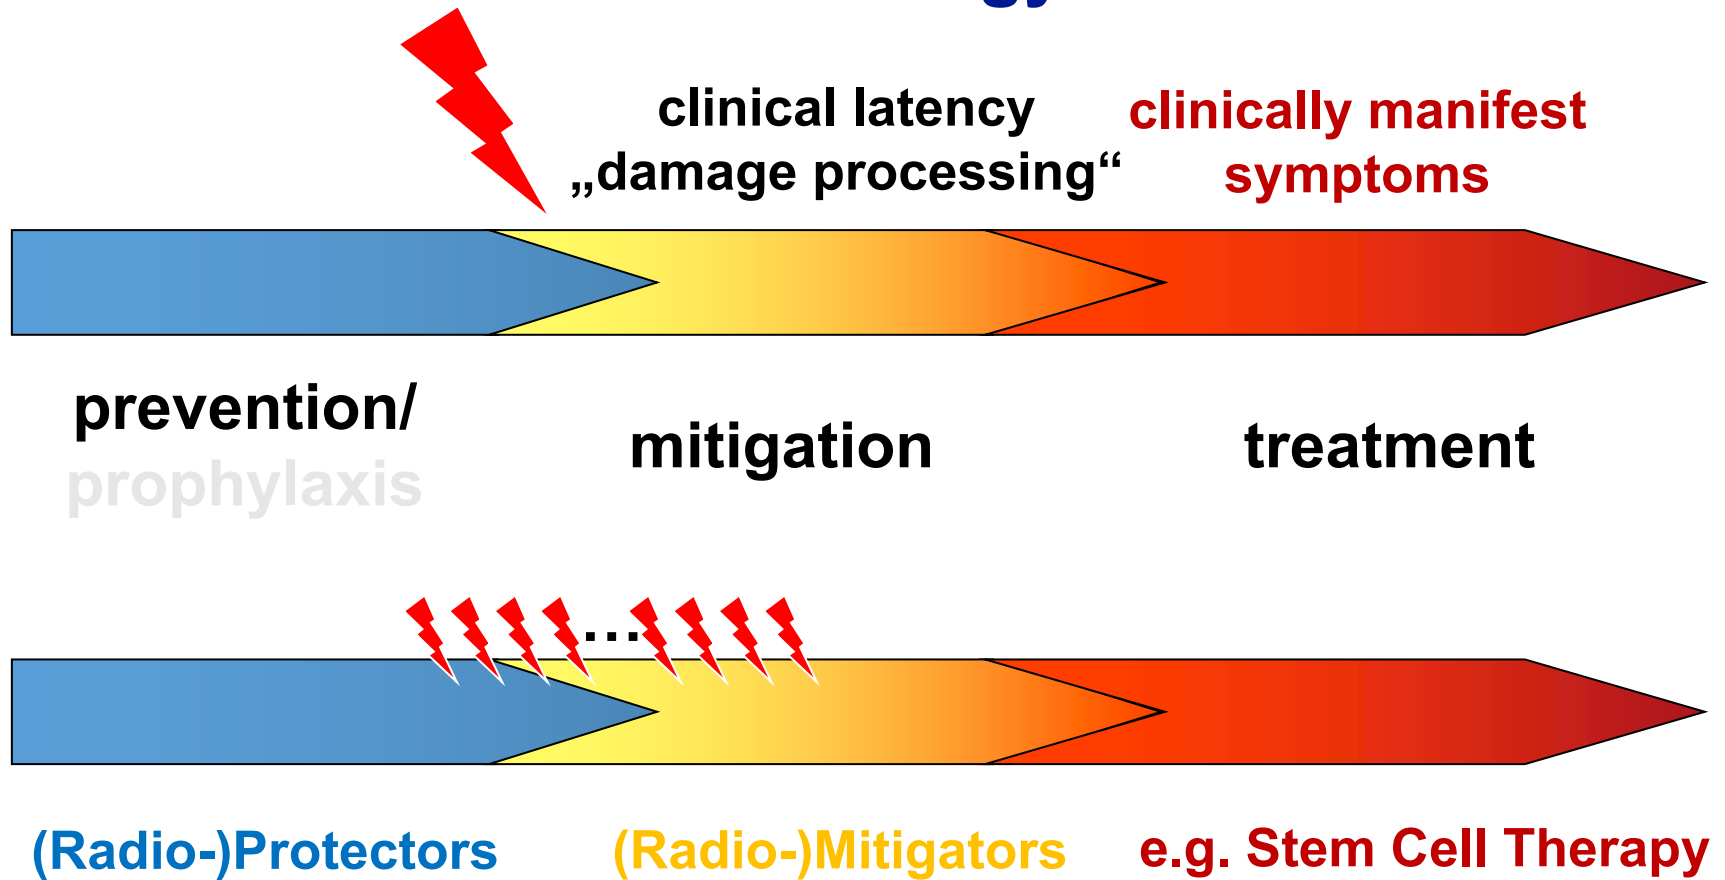 clinical latency
„damage processing“
clinically manifest
symptoms
prevention/
prophylaxis
mitigation
treatment
...
(Radio-)Protectors
(Radio-)Mitigators
e.g. Stem Cell Therapy